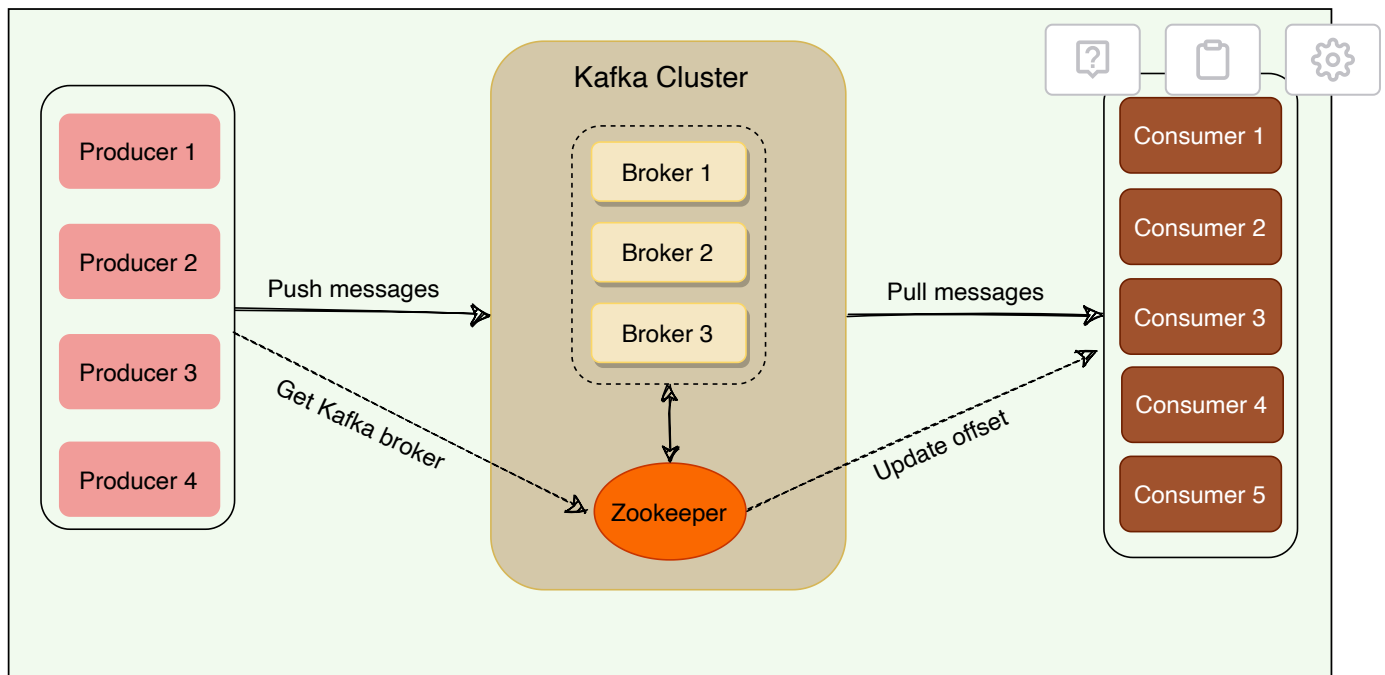 Kafka Cluster
Producer 1
Producer 2
Producer 3
Producer 4
Push messages
Get Kafka broker
Broker 1
Broker 2
Broker 3
Zookeeper
Pull messages
Update offset
Consumer 1
Consumer 2
Consumer 3
Consumer 4
Consumer 5